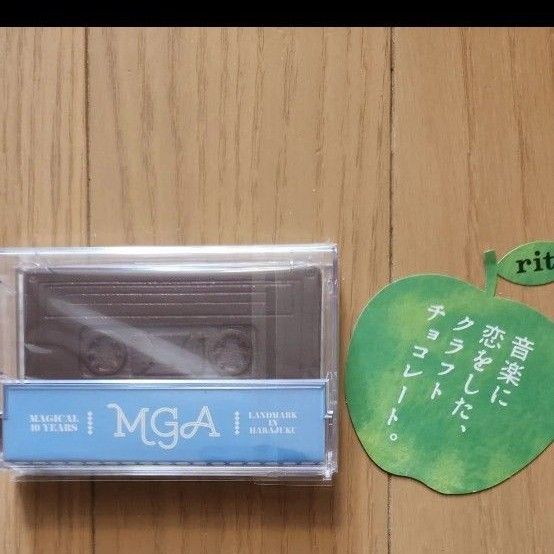 MAGICAL
10 YEARS
MGA
LANDMARK
IN
HARAJUKU
rit
音楽に
恋をした、
クラフト
チョコレート。